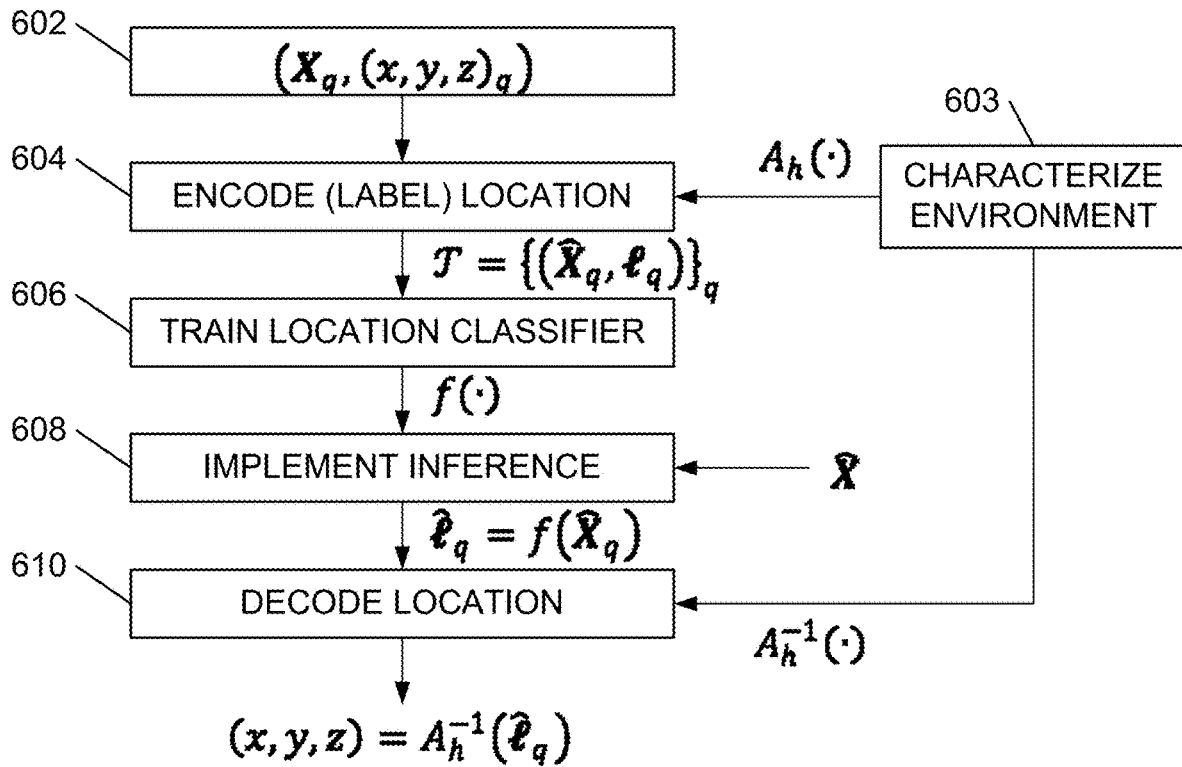 602
(X_q, (x, y, z)_q)
603
604
A_h(·)
CHARACTERIZE
ENVIRONMENT
ENCODE (LABEL) LOCATION
𝒯 = {(X̂_q, ℓ_q)}_q
606
TRAIN LOCATION CLASSIFIER
f(·)
608
IMPLEMENT INFERENCE
X̂
ℓ̂_q = f(X̂_q)
610
DECODE LOCATION
A_h^{-1}(·)
(x, y, z) = A_h^{-1}(ℓ̂_q)